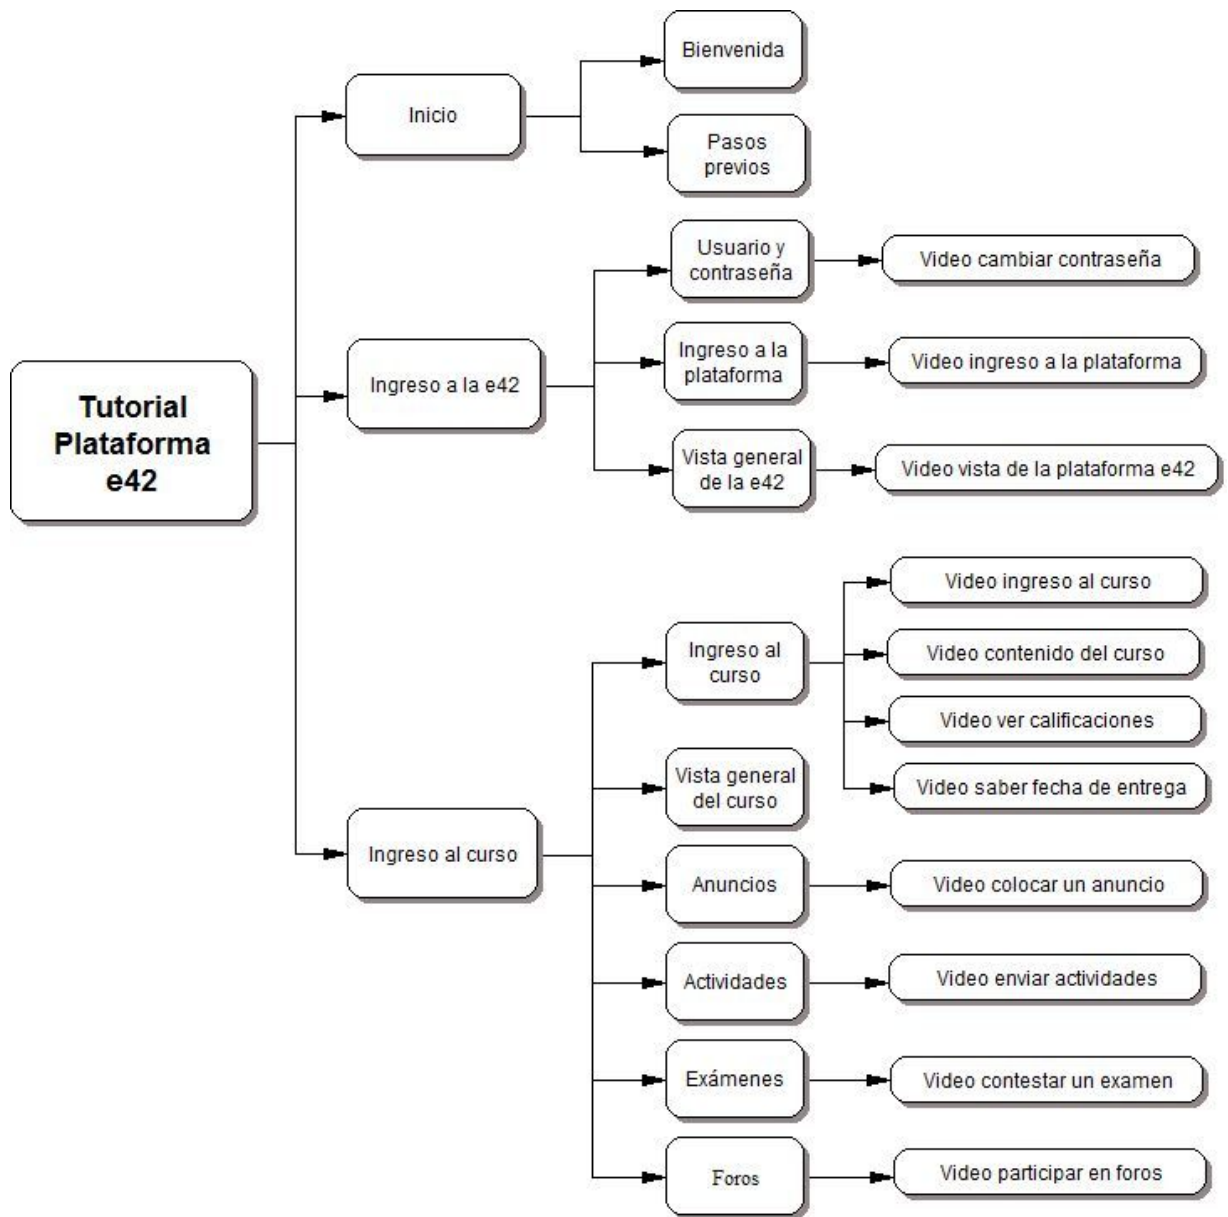 Bienvenida
Inicio
Pasos
previos
Usuario y
contraseña
Video cambiar contraseña
Tutorial
Plataforma
e42
Ingreso a la e42
Ingreso a la
plataforma
Video ingreso a la plataforma
Vista general
de la e42
Video vista de la plataforma e42
Ingreso al curso
Ingreso al
curso
Video ingreso al curso
Video contenido del curso
Video ver calificaciones
Video saber fecha de entrega
Vista general
del curso
Anuncios
Video colocar un anuncio
Actividades
Video enviar actividades
Exámenes
Video contestar un examen
Foros
Video participar en foros